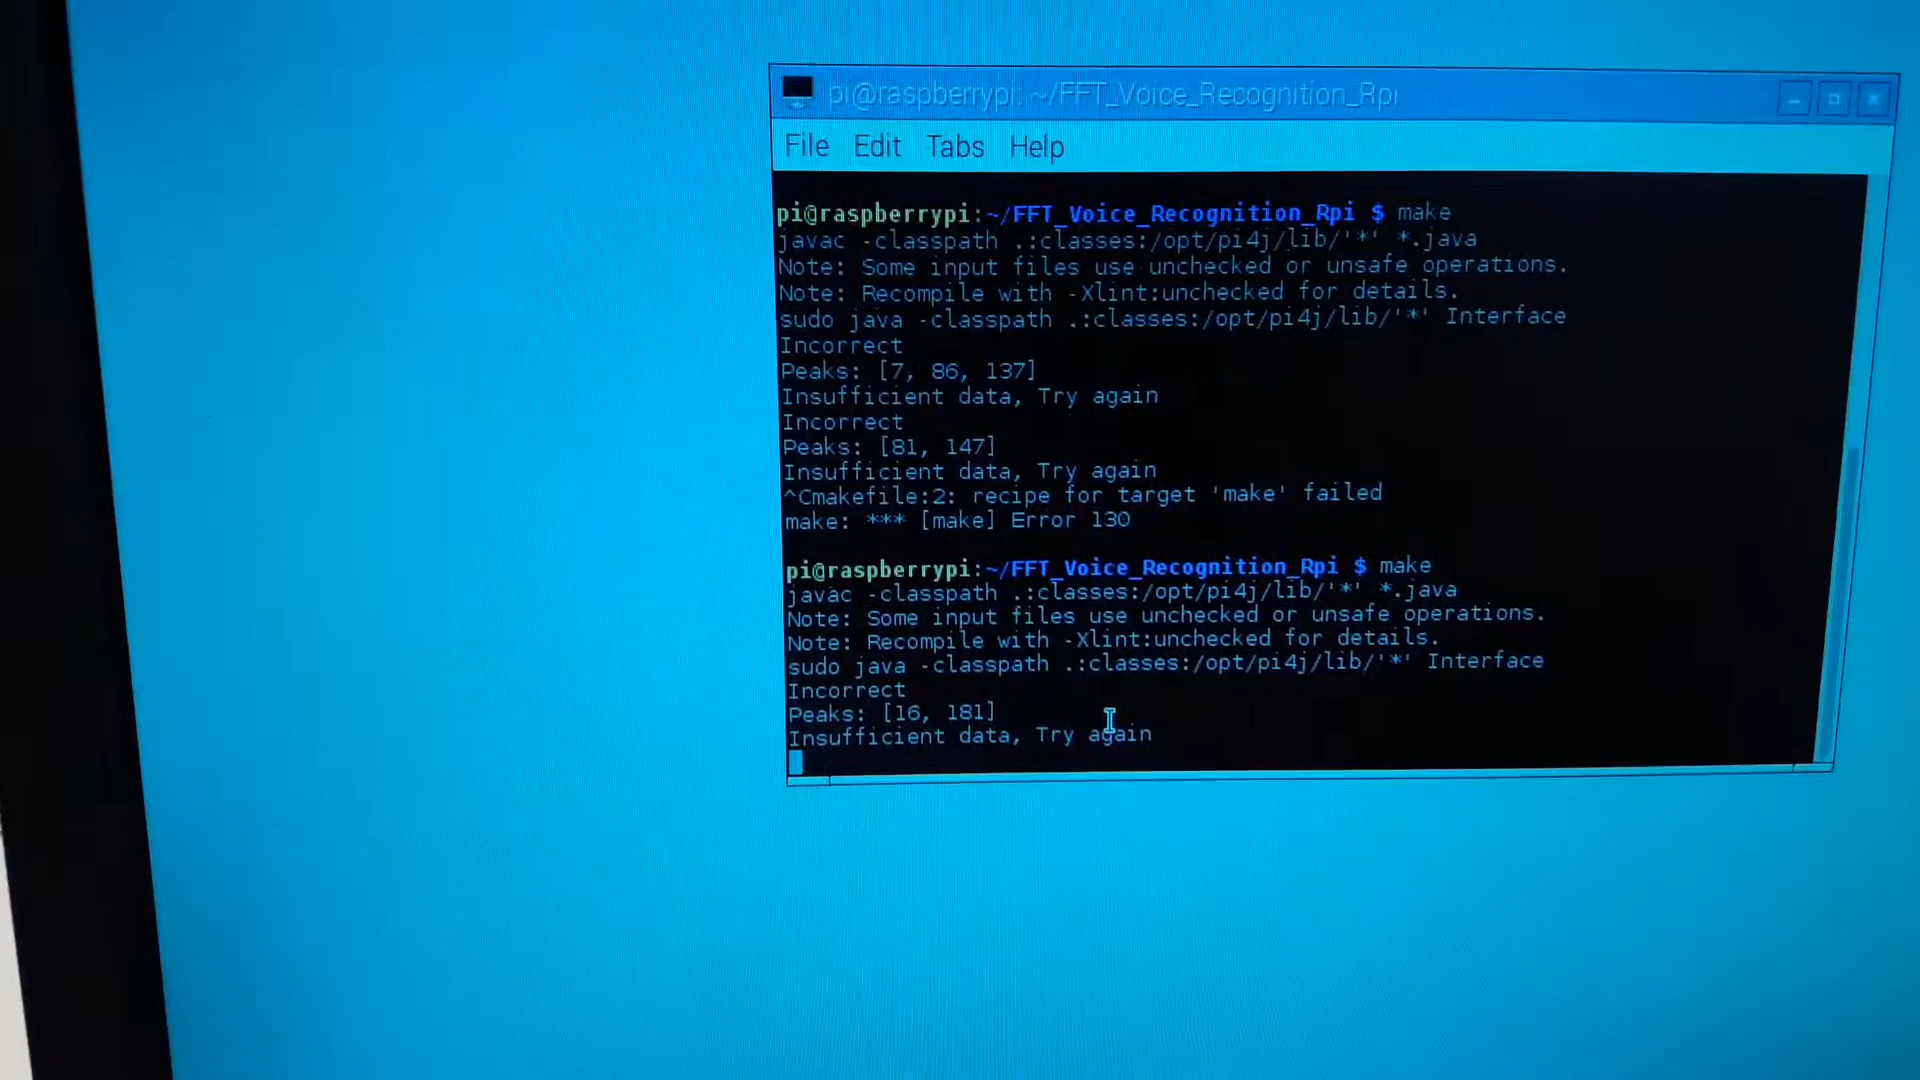 pi@raspberrypi: ~/FFT_Voice_Recognition_Rpi
File Edit Tabs Help
pi@raspberrypi:~/FFT_Voice_Recognition_Rpi $ make
javac -classpath .:classes:/opt/pi4j/lib/'*' *.java
Note: Some input files use unchecked or unsafe operations.
Note: Recompile with -Xlint:unchecked for details.
sudo java -classpath .:classes:/opt/pi4j/lib/'*' Interface
Incorrect
Peaks: [7, 86, 137]
Insufficient data, Try again
Incorrect
Peaks: [81, 147]
Insufficient data, Try again
^Cmakefile:2: recipe for target 'make' failed
make: *** [make] Error 130
pi@raspberrypi:~/FFT_Voice_Recognition_Rpi $ make
javac -classpath .:classes:/opt/pi4j/lib/'*' *.java
Note: Some input files use unchecked or unsafe operations.
Note: Recompile with -Xlint:unchecked for details.
sudo java -classpath .:classes:/opt/pi4j/lib/'*' Interface
Incorrect
Peaks: [16, 181]
Insufficient data, Try again